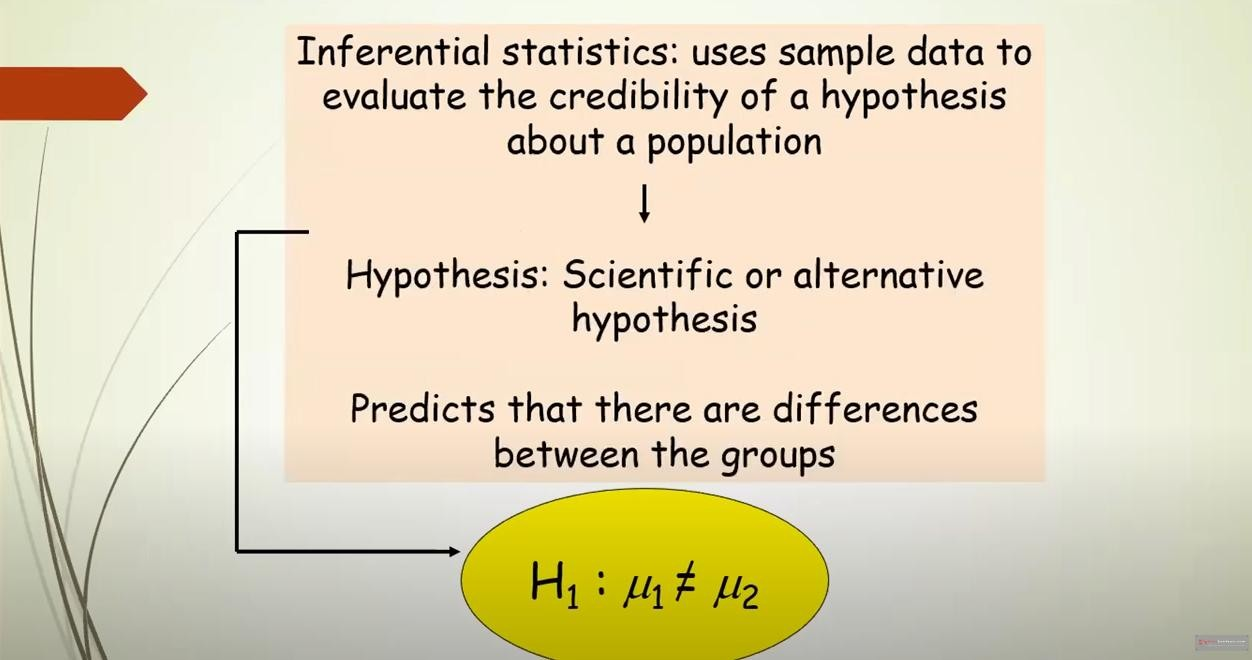 Inferential statistics: uses sample data to
evaluate the credibility of a hypothesis
about a population
Hypothesis: Scientific or alternative
hypothesis
Predicts that there are differences
between the groups
H₁ : μ₁ ≠ μ₂